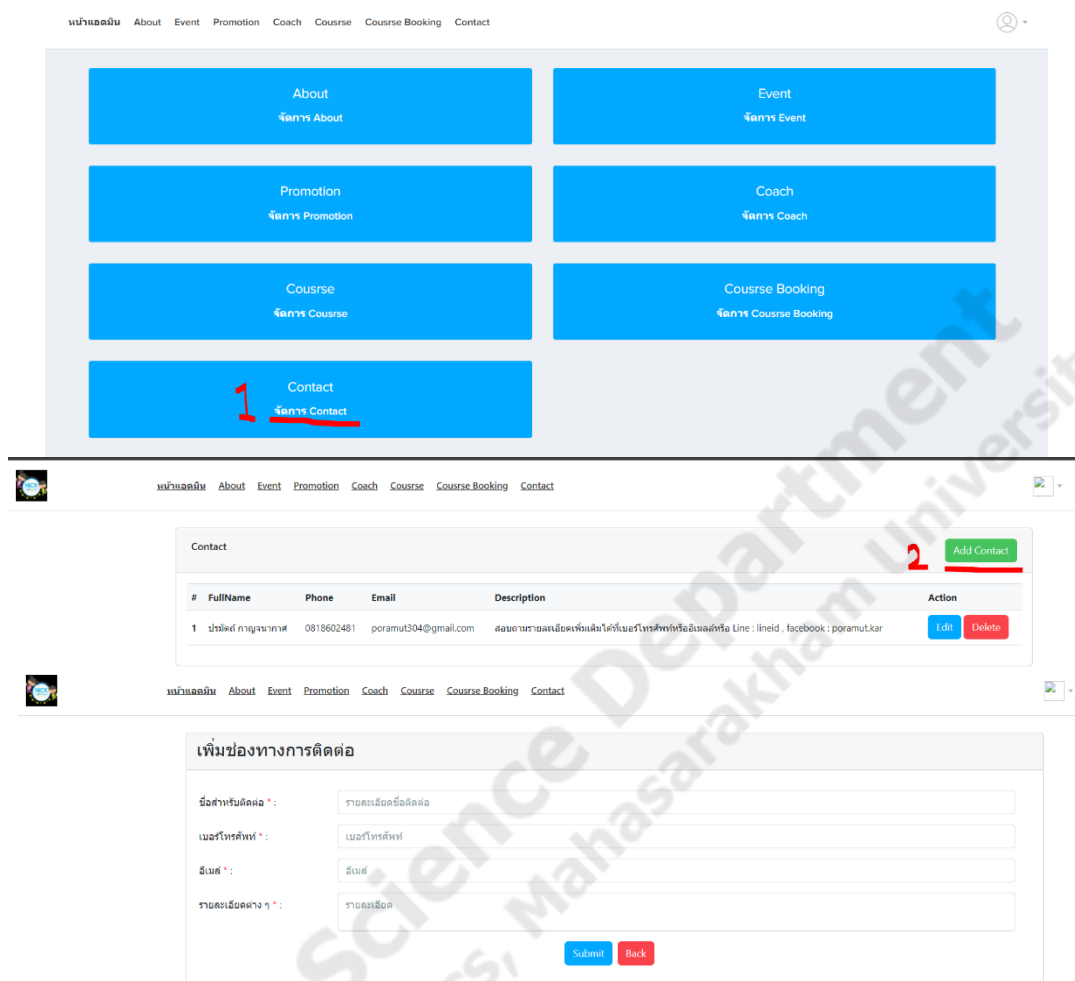 หน้าแอดมิน About Event Promotion Coach Cousrse Cousrse Booking Contact
About
จัดการ About
Event
จัดการ Event
Promotion
จัดการ Promotion
Coach
จัดการ Coach
Cousrse
จัดการ Cousrse
Cousrse Booking
จัดการ Cousrse Booking
Contact
1 จัดการ Contact
หน้าแอดมิน About Event Promotion Coach Cousrse Cousrse Booking Contact
Contact 2 Add Contact
# FullName Phone Email Description Action
1 ปรมัตถ์ กาญจนากาศ 0818602481 poramut304@gmail.com สอบถามรายละเอียดเพิ่มเติมได้ที่เบอร์โทรศัพท์หรืออีเมลล์หรือ Line : lineid , facebook : poramut.kar Edit Delete
หน้าแอดมิน About Event Promotion Coach Cousrse Cousrse Booking Contact
เพิ่มช่องทางการติดต่อ
ชื่อสำหรับติดต่อ * : รายละเอียดชื่อติดต่อ
เบอร์โทรศัพท์ * : เบอร์โทรศัพท์
อีเมล์ * : อีเมล์
รายละเอียดต่าง ๆ * : รายละเอียด
Submit Back
Science Department
Mahasarakham Universit